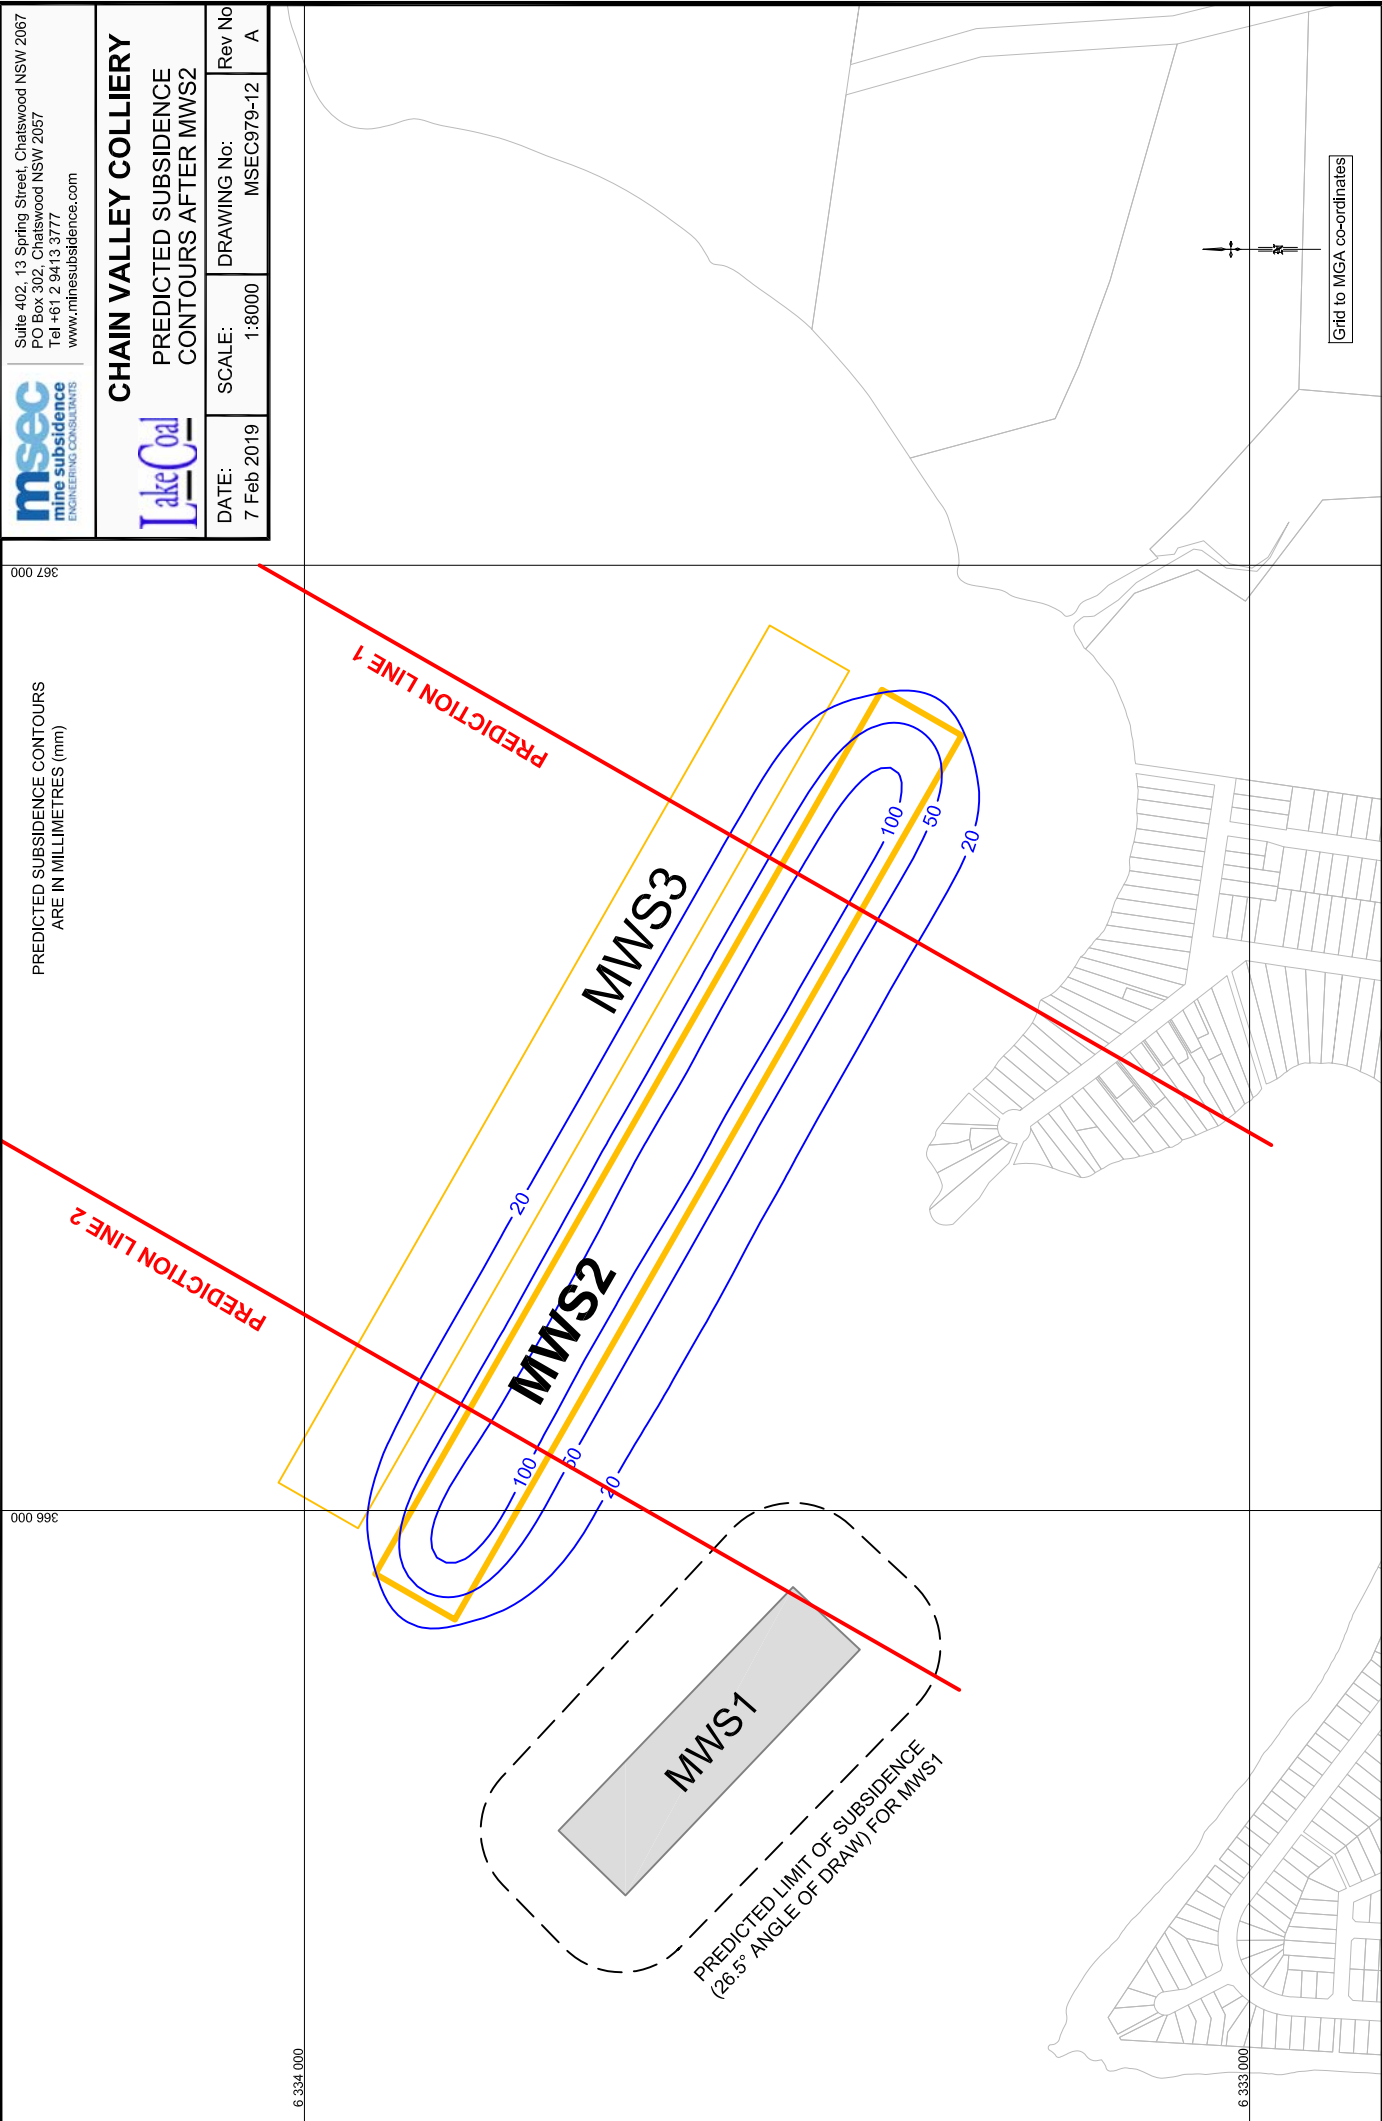 msec
mine subsidence
ENGINEERING CONSULTANTS
Suite 402, 13 Spring Street, Chatswood NSW 2067
PO Box 302, Chatswood NSW 2057
Tel +61 2 9413 3777
www.minesubsidence.com
CHAIN VALLEY COLLIERY
LakeCoal
PREDICTED SUBSIDENCE
CONTOURS AFTER MWS2
DATE:
7 Feb 2019
SCALE:
1:8000
DRAWING No:
MSEC979-12
Rev No
A
367 000
PREDICTED SUBSIDENCE CONTOURS
ARE IN MILLIMETRES (mm)
PREDICTION LINE 1
PREDICTION LINE 2
MWS3
MWS2
100
50
20
20
100
50
20
366 000
MWS1
PREDICTED LIMIT OF SUBSIDENCE
(26.5° ANGLE OF DRAW) FOR MWS1
6 334 000
6 333 000
N
Grid to MGA co-ordinates